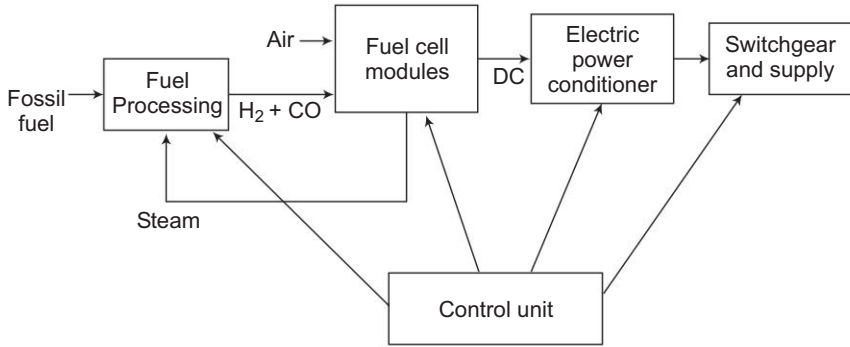 Fossil
fuel
Fuel
Processing
H₂ + CO
Air
Fuel cell
modules
DC
Electric
power
conditioner
Switchgear
and supply
Steam
Control unit